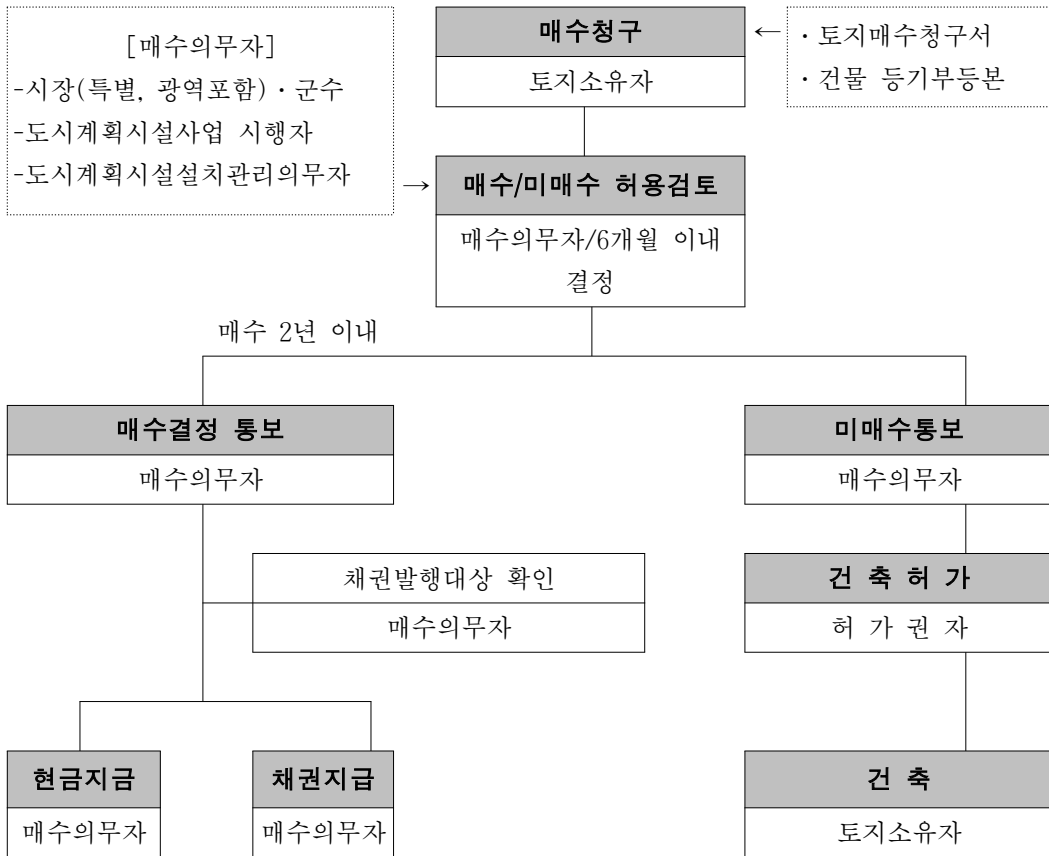 [매수의무자]
-시장(특별, 광역포함)·군수
-도시계획시설사업 시행자
-도시계획시설설치관리의무자
→
매수청구
토지소유자
←
·토지매수청구서
·건물 등기부등본
매수/미매수 허용검토
매수의무자/6개월 이내
결정
매수 2년 이내
매수결정 통보
매수의무자
미매수통보
매수의무자
채권발행대상 확인
매수의무자
건 축 허 가
허 가 권 자
현금지금
매수의무자
채권지급
매수의무자
건 축
토지소유자